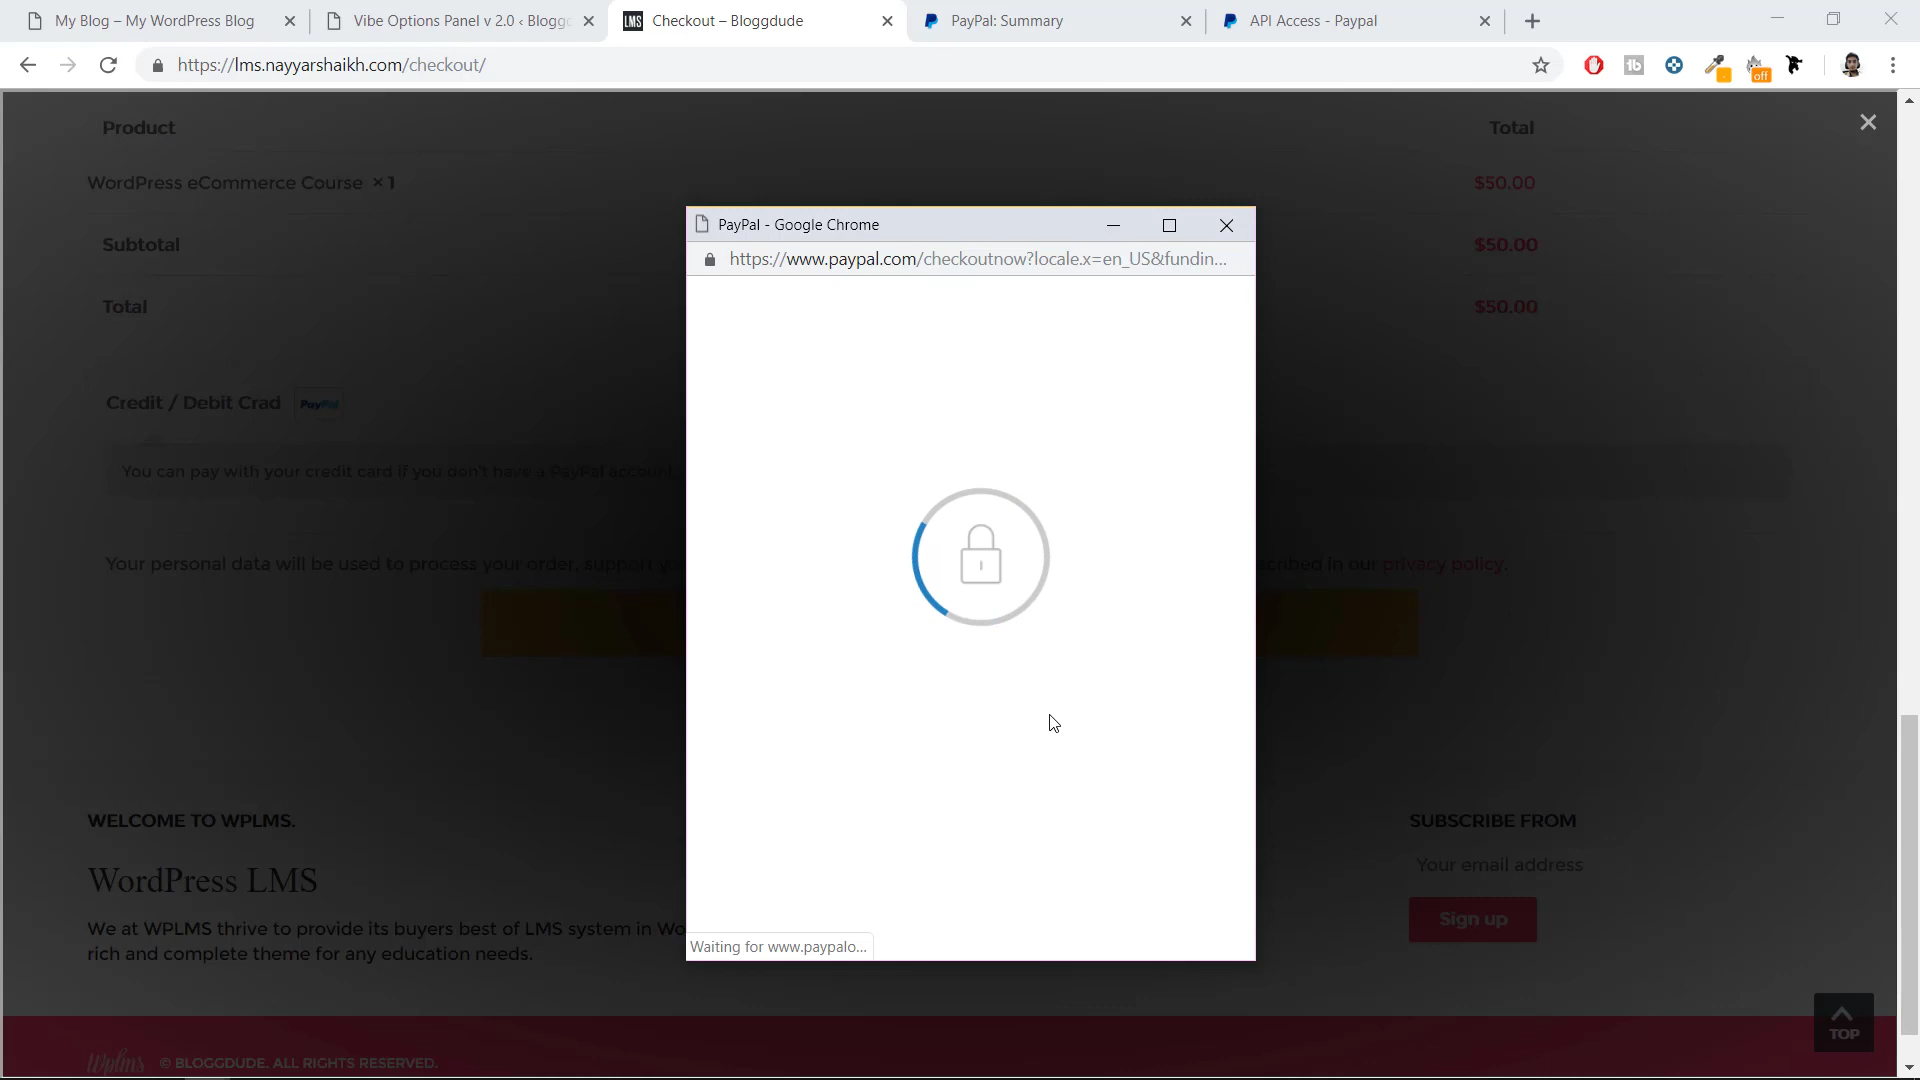 My Blog – My WordPress Blog
Vibe Options Panel v 2.0 ‹ Blogg
LMS
Checkout – Bloggdude
PayPal: Summary
API Access - Paypal
https://lms.nayyarshaikh.com/checkout/
off
Product
Total
WordPress eCommerce Course × 1
$50.00
Subtotal
$50.00
Total
$50.00
Credit / Debit Crad
PayPal
You can pay with your credit card if you don't have a PayPal account
Your personal data will be used to process your order, support y
cribed in our privacy policy.
PayPal - Google Chrome
https://www.paypal.com/checkoutnow?locale.x=en_US&fundin...
Waiting for www.paypalo...
WELCOME TO WPLMS.
WordPress LMS
We at WPLMS thrive to provide its buyers best of LMS system in Wo
rich and complete theme for any education needs.
SUBSCRIBE FROM
Your email address
Sign up
TOP
Wplms
© BLOGGDUDE. ALL RIGHTS RESERVED.